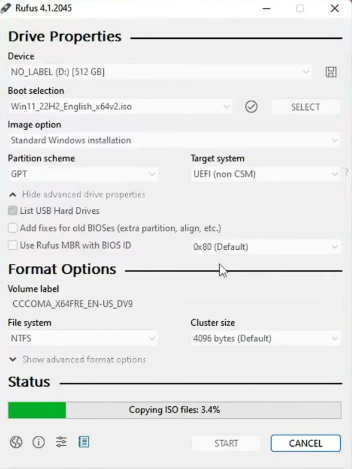 Rufus 4.1.2045
Drive Properties
Device
NO_LABEL (D:) [512 GB]
Boot selection
Win11_22H2_English_x64v2.iso
SELECT
Image option
Standard Windows installation
Partition scheme
Target system
GPT
UEFI (non CSM)
?
Hide advanced drive properties
List USB Hard Drives
Add fixes for old BIOSes (extra partition, align, etc.)
Use Rufus MBR with BIOS ID
0x80 (Default)
Format Options
Volume label
CCCOMA_X64FRE_EN-US_DV9
File system
Cluster size
NTFS
4096 bytes (Default)
Show advanced format options
Status
Copying ISO files: 3.4%
START
CANCEL